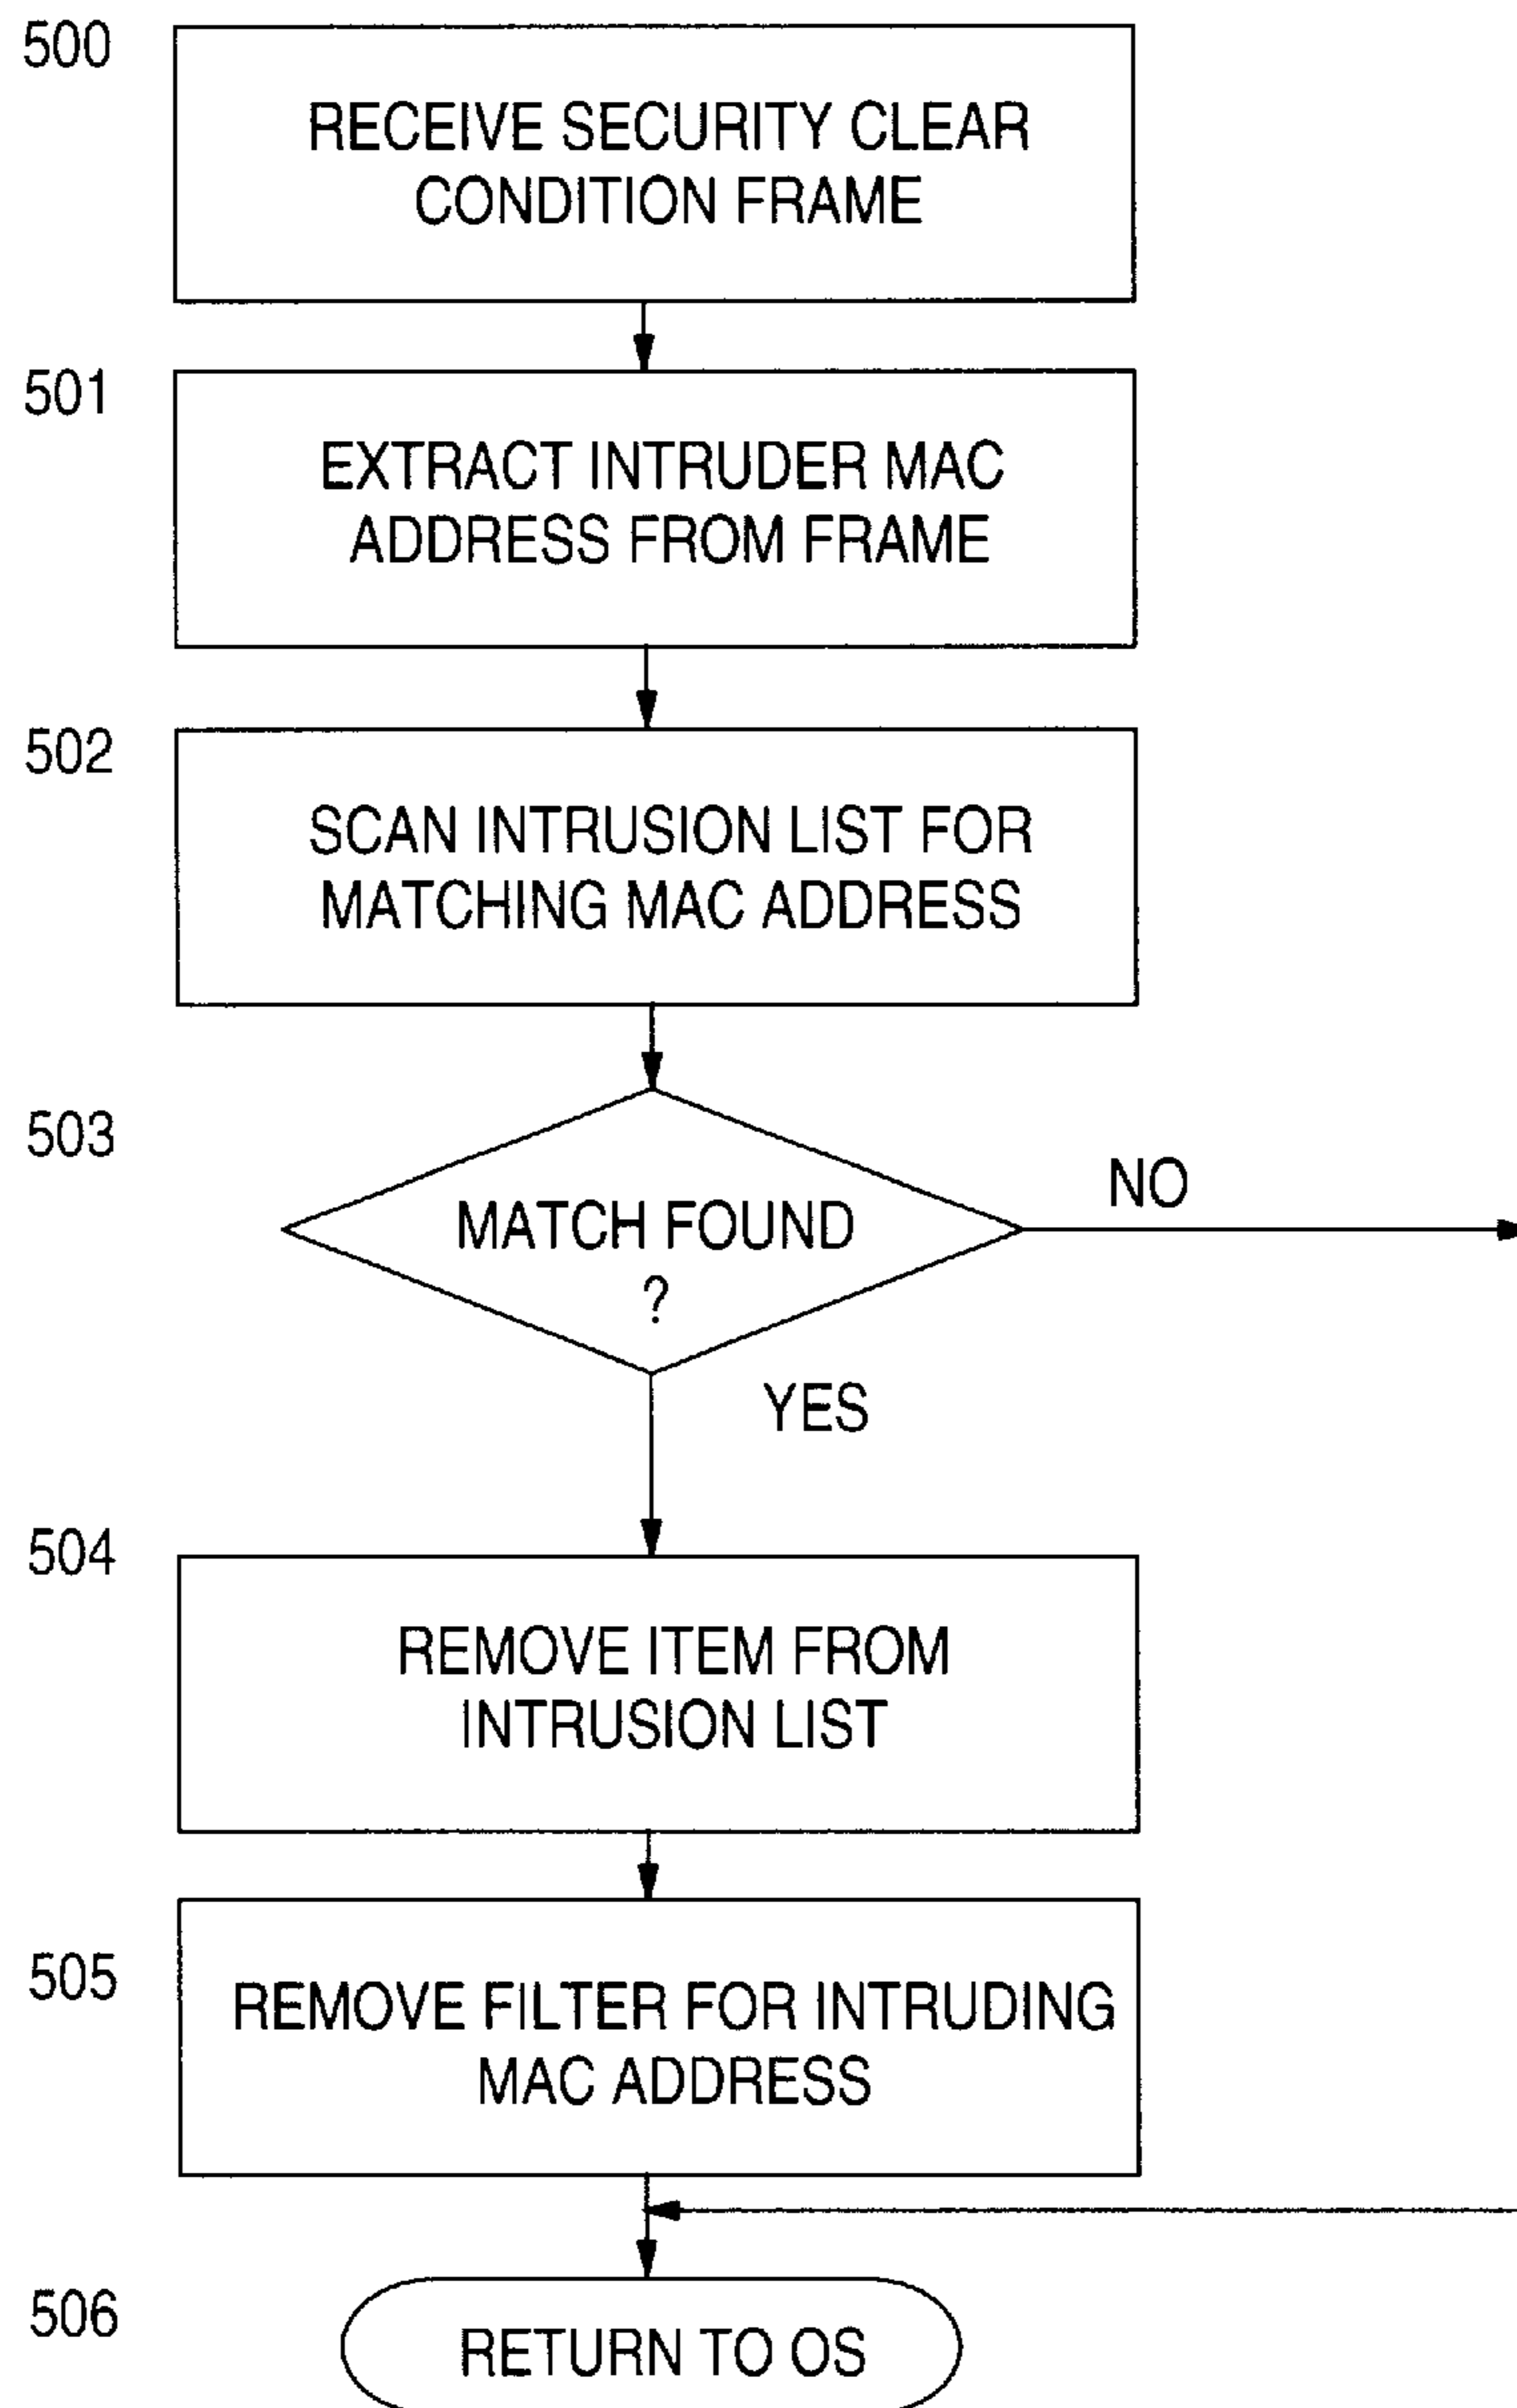 500
RECEIVE SECURITY CLEAR
CONDITION FRAME
501
EXTRACT INTRUDER MAC
ADDRESS FROM FRAME
502
SCAN INTRUSION LIST FOR
MATCHING MAC ADDRESS
503
NO
MATCH FOUND
?
YES
504
REMOVE ITEM FROM
INTRUSION LIST
505
REMOVE FILTER FOR INTRUDING
MAC ADDRESS
506
RETURN TO OS